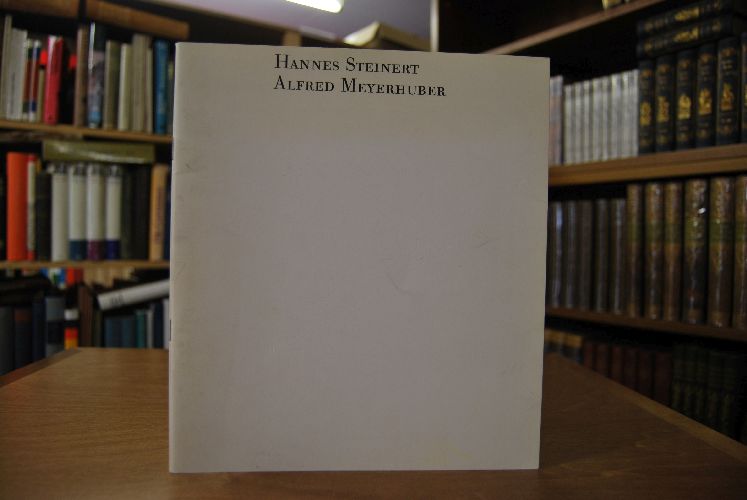 Hannes Steinert
Alfred Meyerhuber